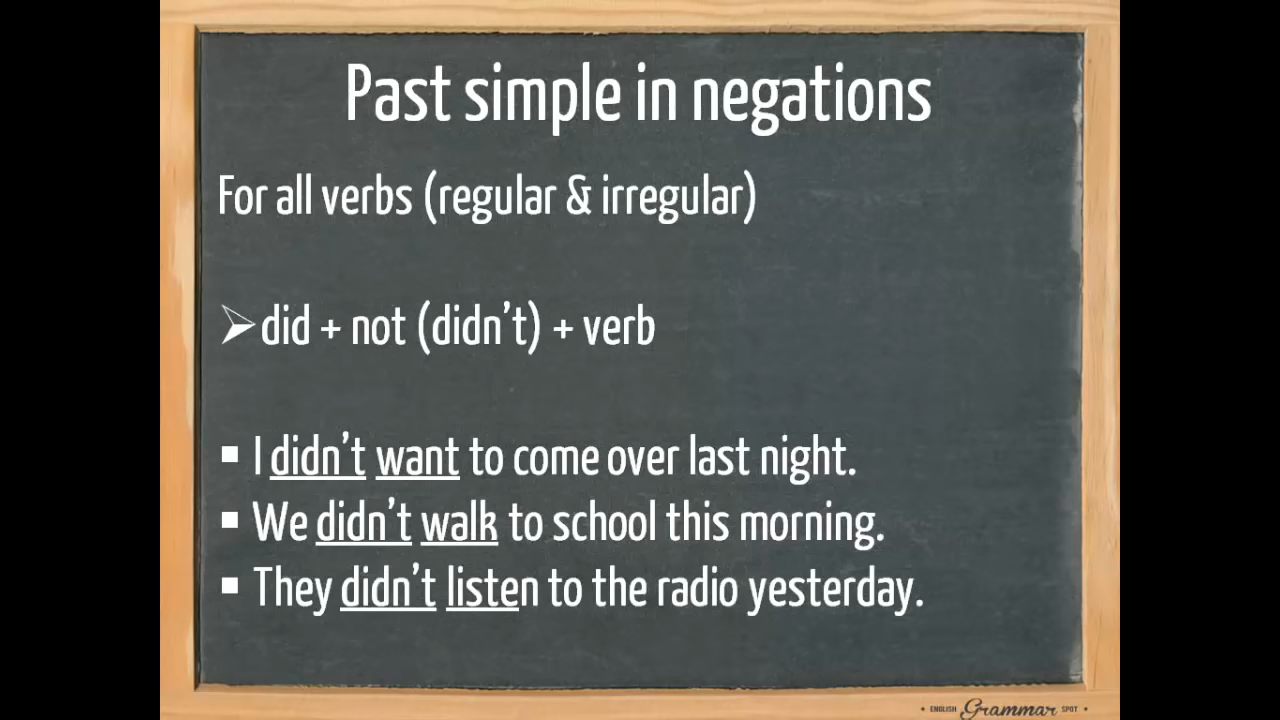 Past simple in negations
For all verbs (regular & irregular)
➢did + not (didn't) + verb
▪ I didn't want to come over last night.
▪ We didn't walk to school this morning.
▪ They didn't listen to the radio yesterday.
• ENGLISH Grammar SPOT •